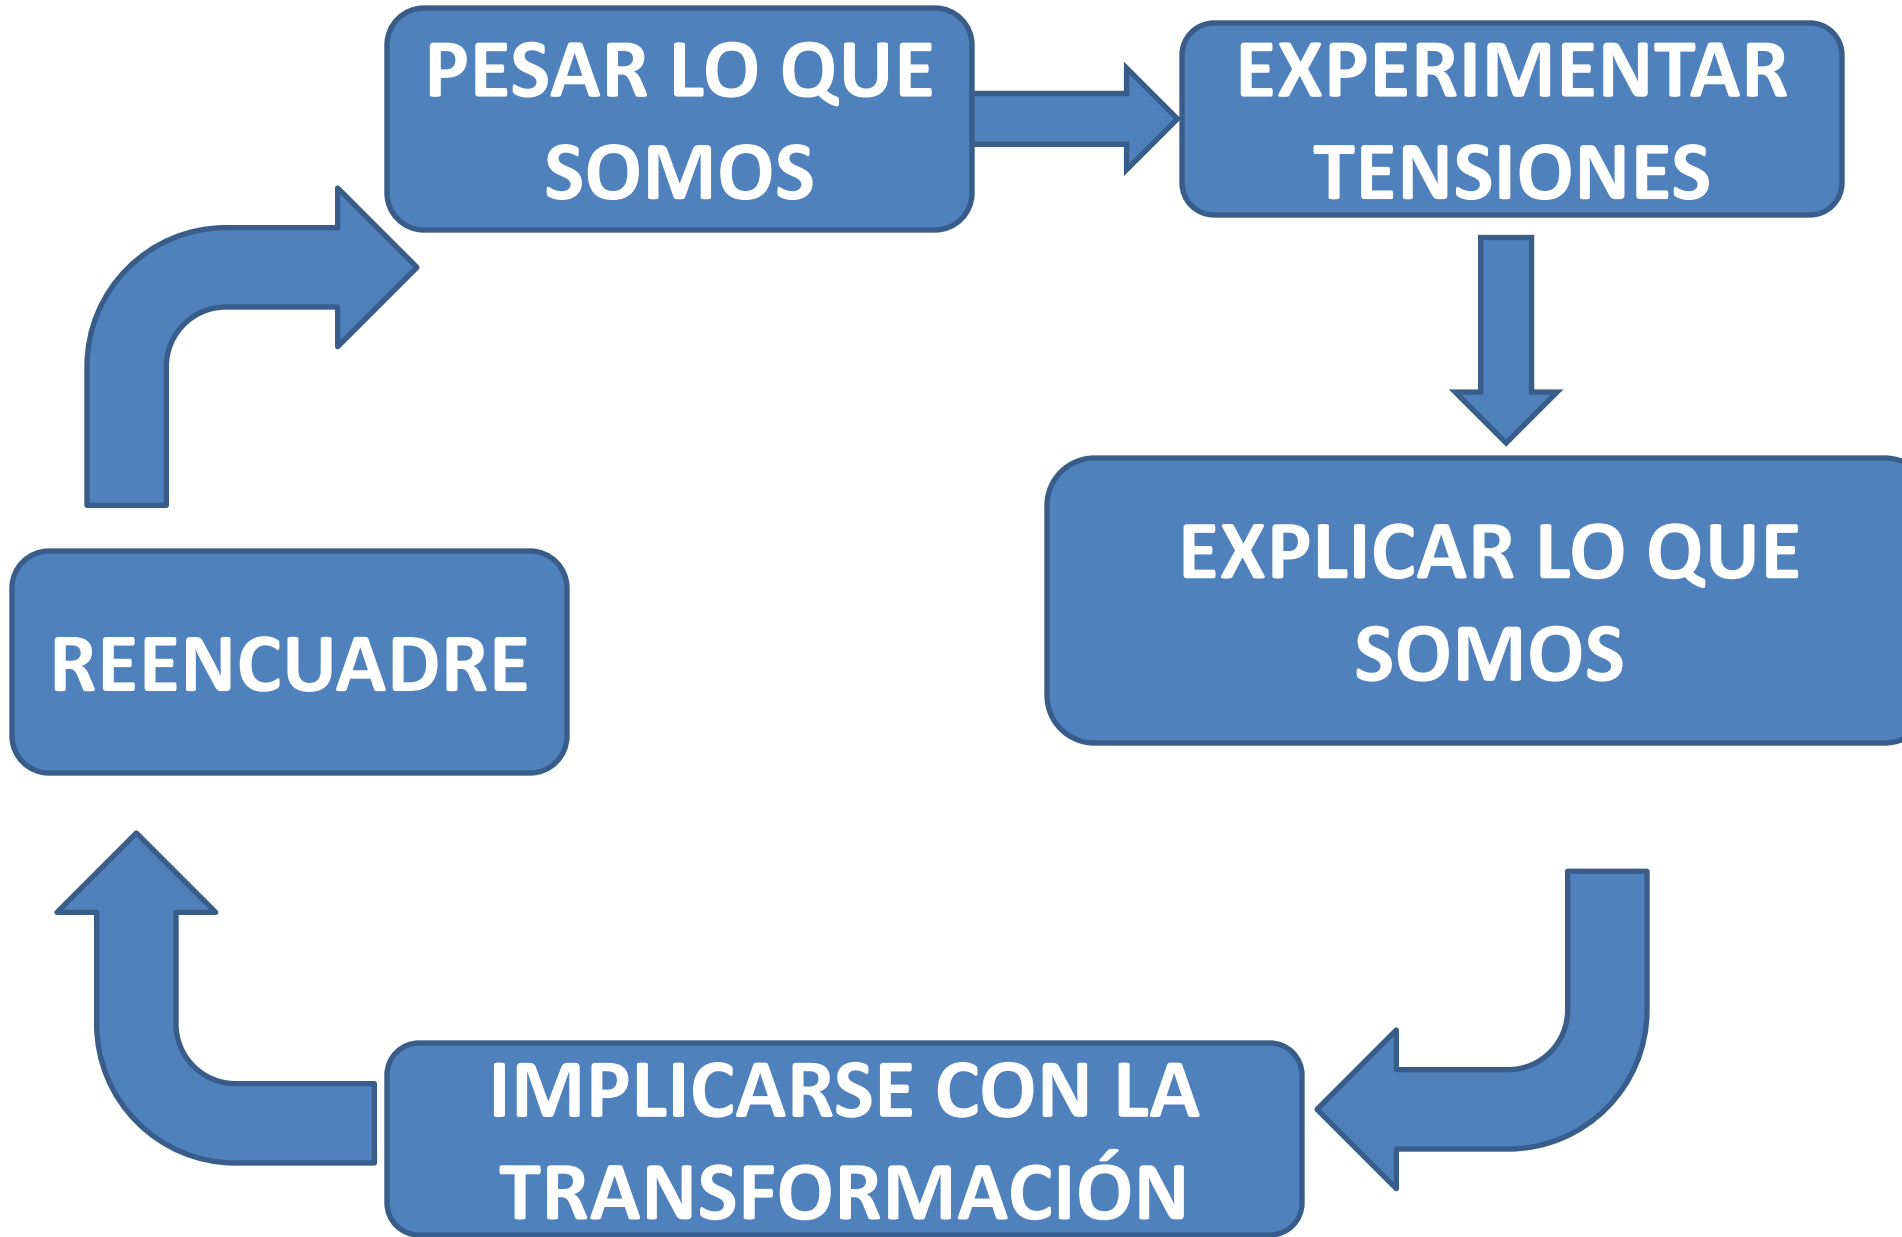 PESAR LO QUE
SOMOS
EXPERIMENTAR
TENSIONES
EXPLICAR LO QUE
SOMOS
IMPLICARSE CON LA
TRANSFORMACIÓN
REENCUADRE